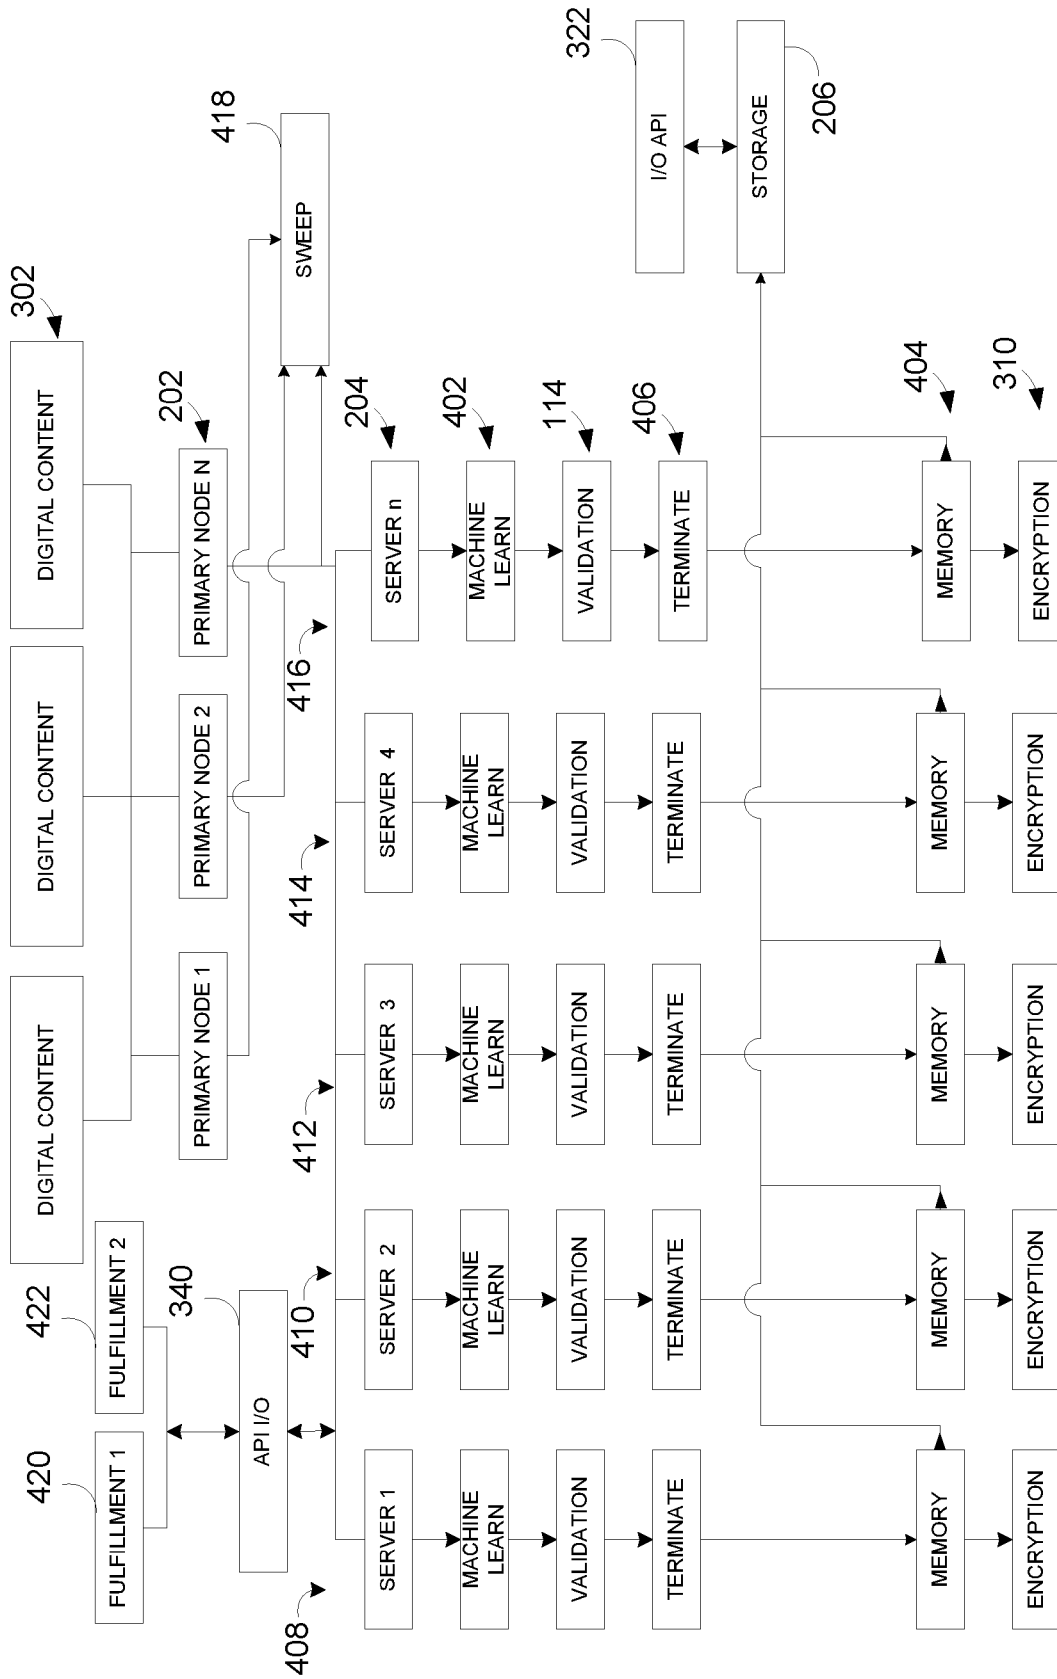 302
DIGITAL CONTENT
DIGITAL CONTENT
DIGITAL CONTENT
422
420
FULFILLMENT 1
FULFILLMENT 2
202
PRIMARY NODE 1
PRIMARY NODE 2
PRIMARY NODE N
418
340
API I/O
SWEEP
408
410
412
414
416
204
SERVER 1
SERVER 2
SERVER 3
SERVER 4
SERVER n
402
MACHINE
LEARN
MACHINE
LEARN
MACHINE
LEARN
MACHINE
LEARN
MACHINE
LEARN
114
VALIDATION
VALIDATION
VALIDATION
VALIDATION
VALIDATION
406
TERMINATE
TERMINATE
TERMINATE
TERMINATE
TERMINATE
322
I/O API
STORAGE
206
404
MEMORY
MEMORY
MEMORY
MEMORY
MEMORY
310
ENCRYPTION
ENCRYPTION
ENCRYPTION
ENCRYPTION
ENCRYPTION